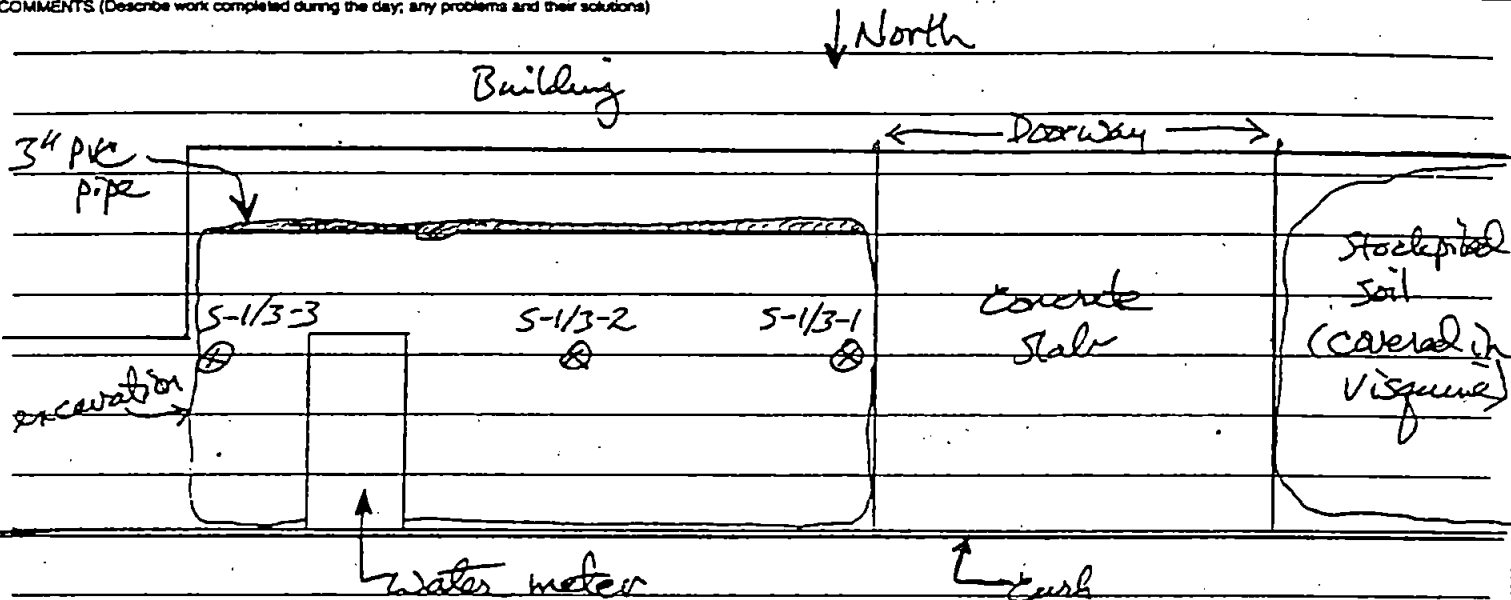 COMMENTS (Describe work completed during the day; any problems and their solutions)
North
Building
Doorway
3" PVC
pipe
Stockpiled
soil
(covered in
Visquine)
concrete
slab
S-1/3-3
S-1/3-2
S-1/3-1
excavation
water meter
curb